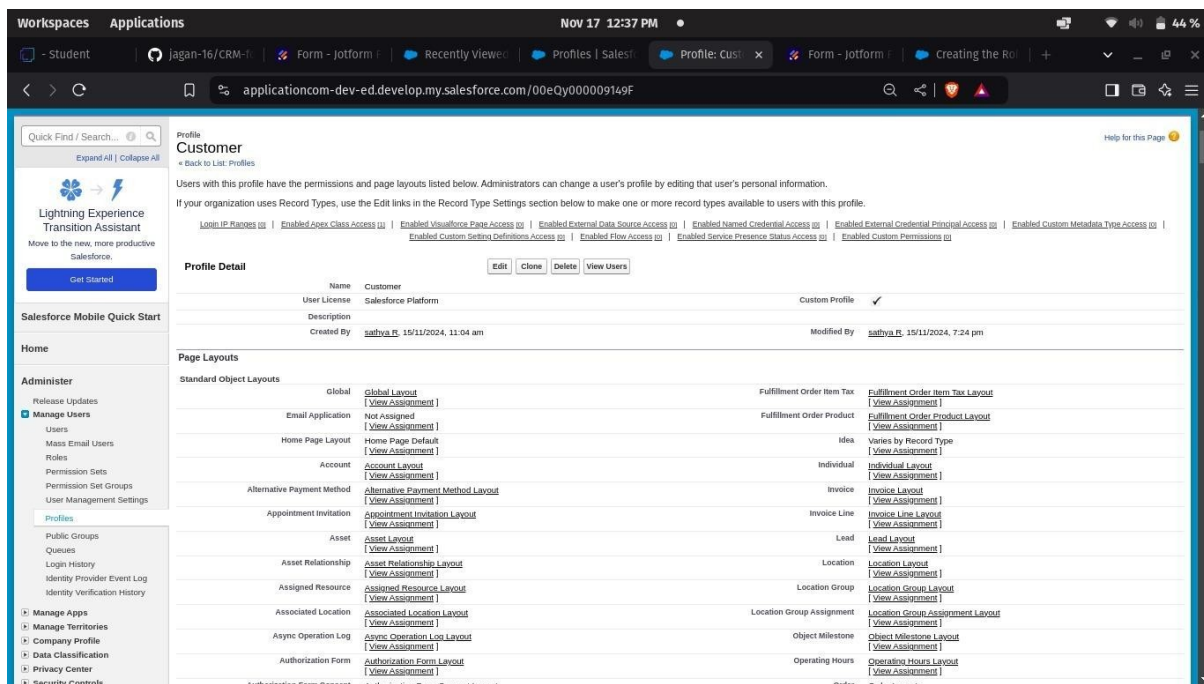 Workspaces Applications Nov 17 12:37 PM 44 %
- Student jagan-16/CRM-f Form - Jotform F Recently Viewed Profiles | Salesf Profile: Cust x Form - Jotform F Creating the Rol
applicationcom-dev-ed.develop.my.salesforce.com/00eQy000009149F
Quick Find / Search...
Expand All | Collapse All
Lightning Experience
Transition Assistant
Move to the new, more productive
Salesforce.
Get Started
Salesforce Mobile Quick Start
Home
Administer
Release Updates
Manage Users
Users
Mass Email Users
Roles
Permission Sets
Permission Set Groups
User Management Settings
Profiles
Public Groups
Queues
Login History
Identity Provider Event Log
Identity Verification History
Manage Apps
Manage Territories
Company Profile
Data Classification
Privacy Center
Security Controls
Profile
Customer
« Back to List: Profiles
Help for this Page
Users with this profile have the permissions and page layouts listed below. Administrators can change a user's profile by editing that user's personal information.
If your organization uses Record Types, use the Edit links in the Record Type Settings section below to make one or more record types available to users with this profile.
Login IP Ranges [0] | Enabled Apex Class Access [1] | Enabled Visualforce Page Access [0] | Enabled External Data Source Access [0] | Enabled Named Credential Access [0] | Enabled External Credential Principal Access [0] | Enabled Custom Metadata Type Access [0] |
Enabled Custom Setting Definitions Access [0] | Enabled Flow Access [0] | Enabled Service Presence Status Access [0] | Enabled Custom Permissions [0]
Profile Detail Edit Clone Delete View Users
Name Customer
User License Salesforce Platform Custom Profile ✓
Description
Created By sathya R, 15/11/2024, 11:04 am Modified By sathya R, 15/11/2024, 7:24 pm
Page Layouts
Standard Object Layouts
Global Global Layout Fulfillment Order Item Tax Fulfillment Order Item Tax Layout
[ View Assignment ] [ View Assignment ]
Email Application Not Assigned Fulfillment Order Product Fulfillment Order Product Layout
[ View Assignment ] [ View Assignment ]
Home Page Layout Home Page Default Idea Varies by Record Type
[ View Assignment ] [ View Assignment ]
Account Account Layout Individual Individual Layout
[ View Assignment ] [ View Assignment ]
Alternative Payment Method Alternative Payment Method Layout Invoice Invoice Layout
[ View Assignment ] [ View Assignment ]
Appointment Invitation Appointment Invitation Layout Invoice Line Invoice Line Layout
[ View Assignment ] [ View Assignment ]
Asset Asset Layout Lead Lead Layout
[ View Assignment ] [ View Assignment ]
Asset Relationship Asset Relationship Layout Location Location Layout
[ View Assignment ] [ View Assignment ]
Assigned Resource Assigned Resource Layout Location Group Location Group Layout
[ View Assignment ] [ View Assignment ]
Associated Location Associated Location Layout Location Group Assignment Location Group Assignment Layout
[ View Assignment ] [ View Assignment ]
Async Operation Log Async Operation Log Layout Object Milestone Object Milestone Layout
[ View Assignment ] [ View Assignment ]
Authorization Form Authorization Form Layout Operating Hours Operating Hours Layout
[ View Assignment ] [ View Assignment ]